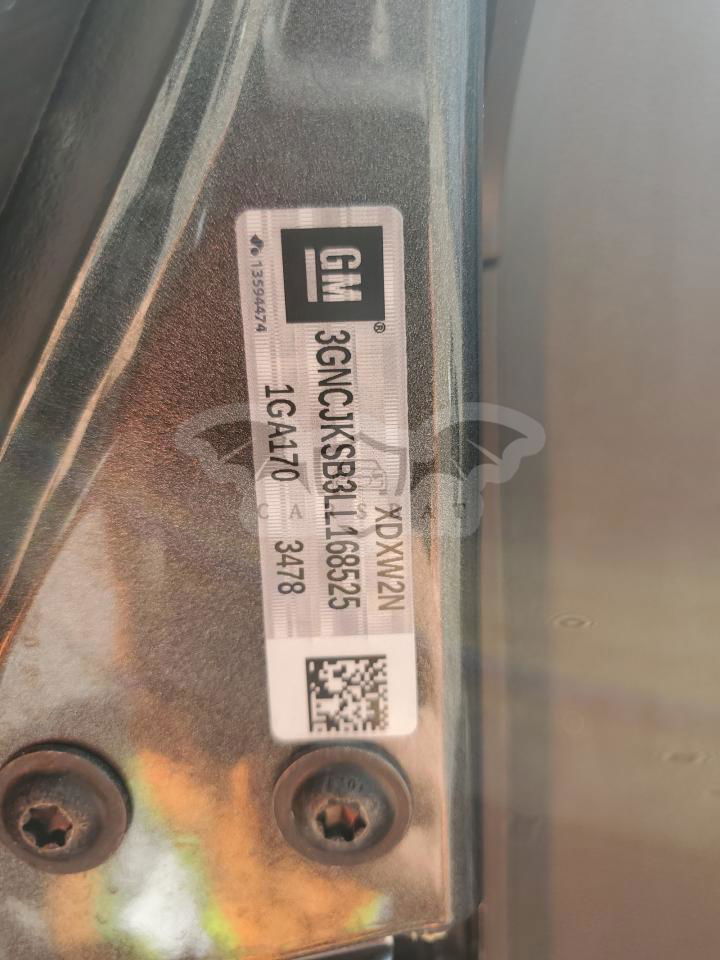 GM
®
13594474
XDXW2N
3GNCJKSB3LL168525
1GA170 3478